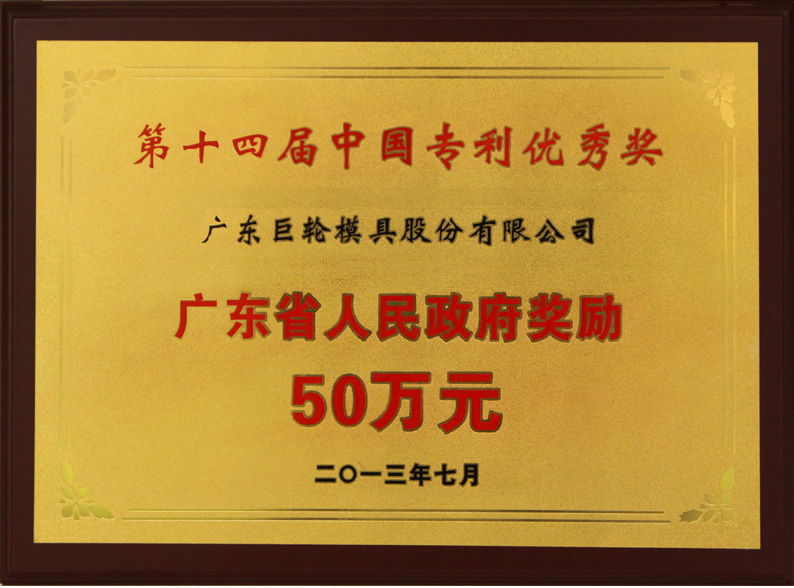 第十四届中国专利优秀奖
广东巨轮模具股份有限公司
广东省人民政府奖励
50万元
二〇一三年七月